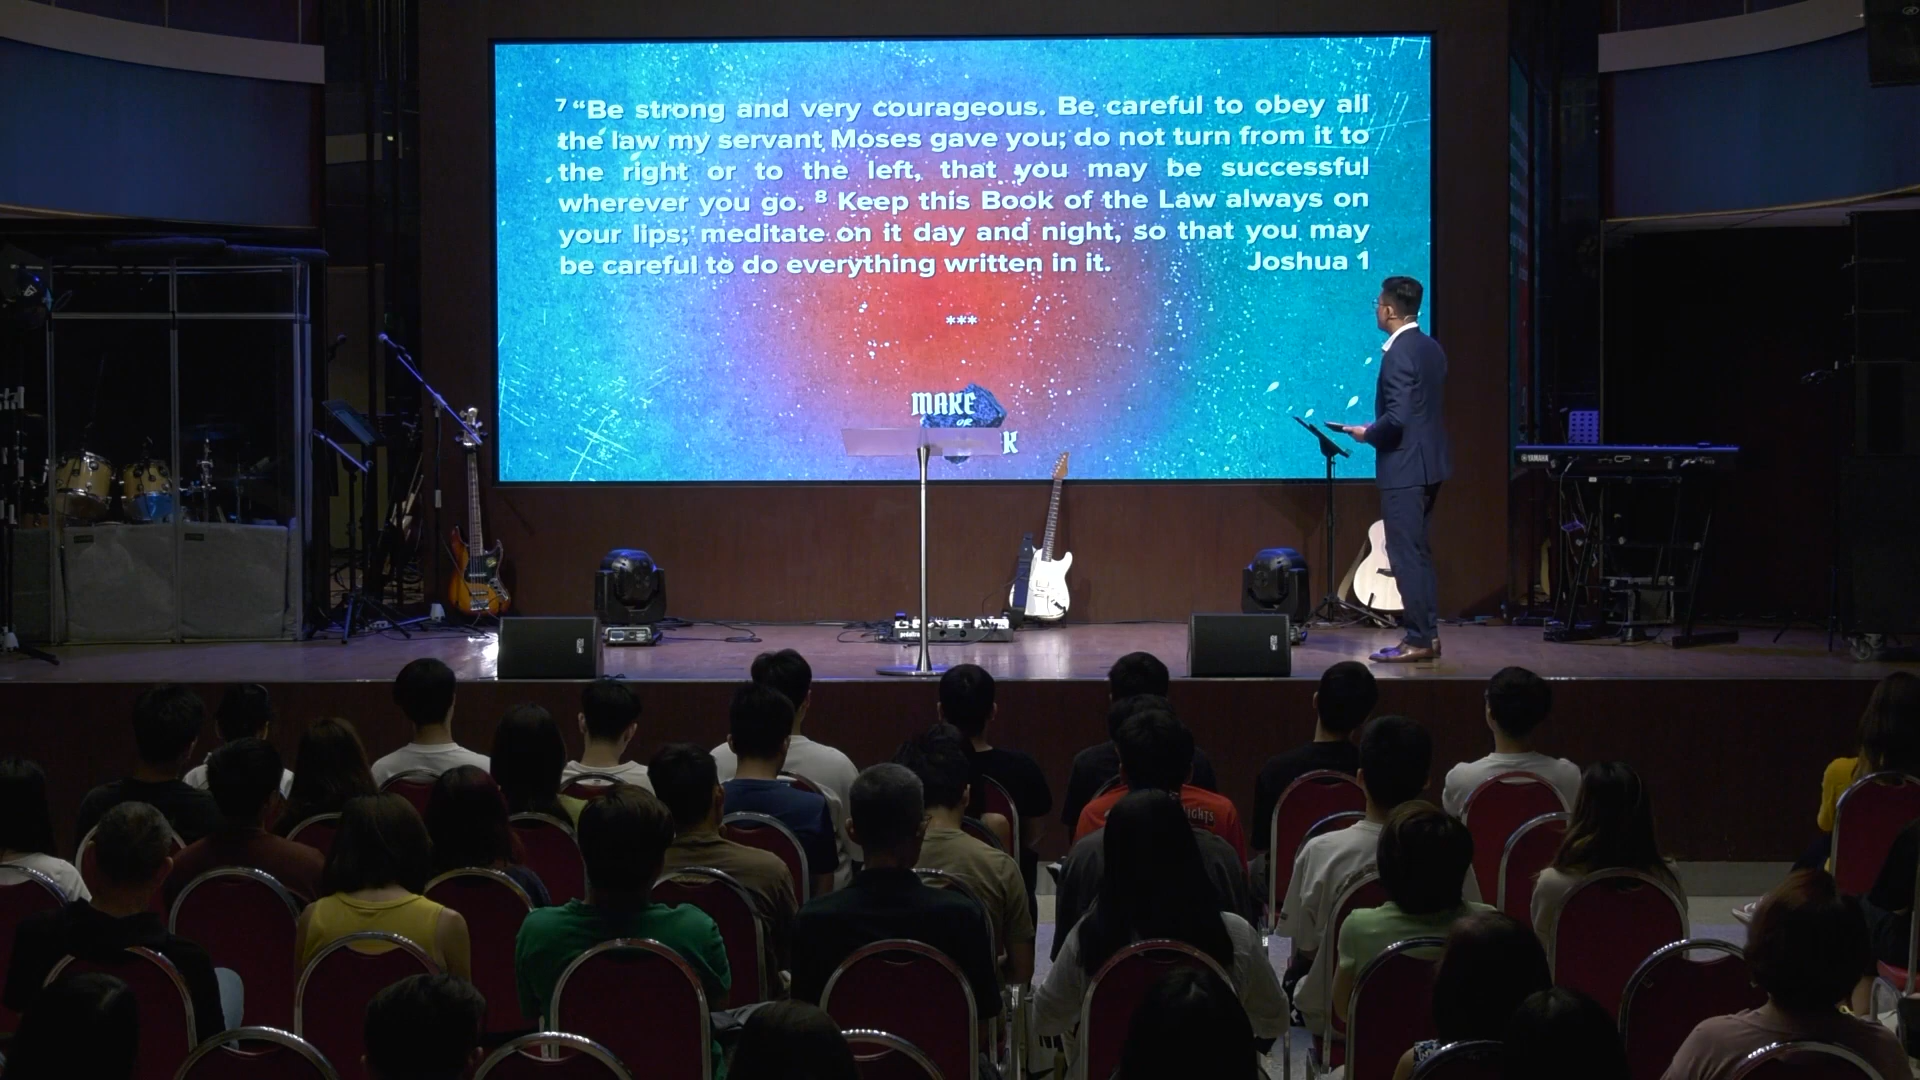 ⁷ “Be strong and very courageous. Be careful to obey all
the law my servant Moses gave you; do not turn from it to
the right or to the left, that you may be successful
wherever you go. ⁸ Keep this Book of the Law always on
your lips; meditate on it day and night, so that you may
be careful to do everything written in it. Joshua 1
***
MAKE
OR
K
YAMAHA